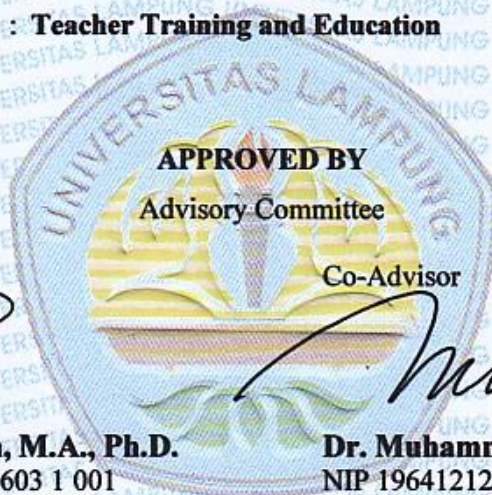 : Teacher Training and Education
UNIVERSITAS LAMPUNG
APPROVED BY
Advisory Committee
Co-Advisor
M.A., Ph.D.
Dr. Muhamm
603 1 001
NIP 19641212